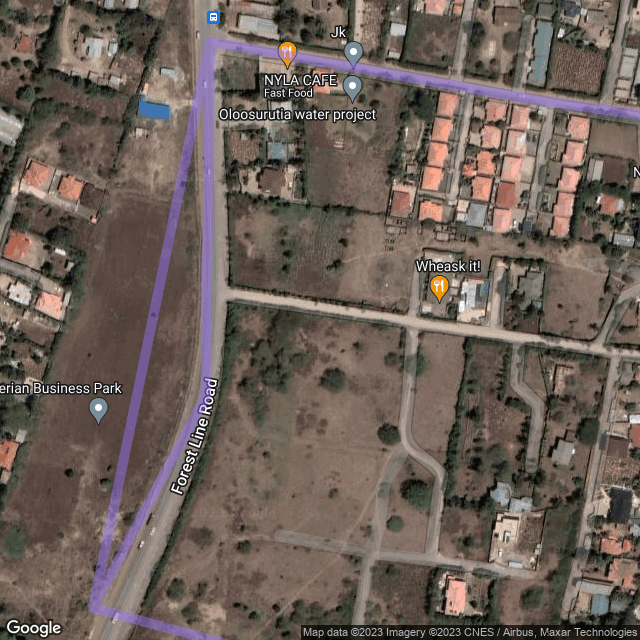 Jk
NYLA CAFE
Fast Food
Oloosurutia water project
N
Wheask it!
erian Business Park
Forest Line Road
Google
Map data ©2023 Imagery ©2023 CNES / Airbus, Maxar Technologies